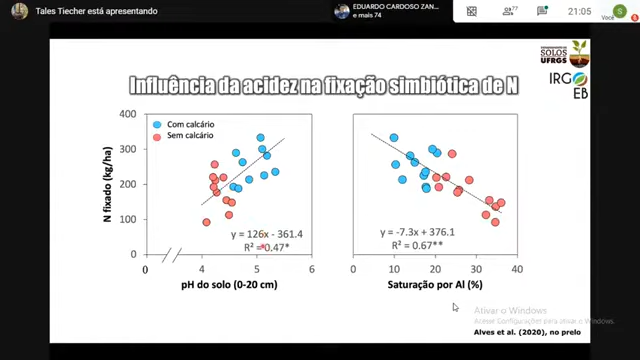 Tales Tiecher está apresentando
EDUARDO CARDOSO ZAN...
e mais 74
77
21:05
Você
S
SOLOS
UFRGS
IRG
EB
Influência da acidez na fixação simbiótica de N
Com calcário
Sem calcário
N fixado (kg/ha)
400
300
200
100
0
y = 126x - 361.4
R² = 0.47*
0
4
5
6
pH do solo (0-20 cm)
y = -7.3x + 376.1
R² = 0.67**
0
10
20
30
40
Saturação por Al (%)
Ativar o Windows
Acesse Configurações para ativar o Windows.
Alves et al. (2020), no prelo